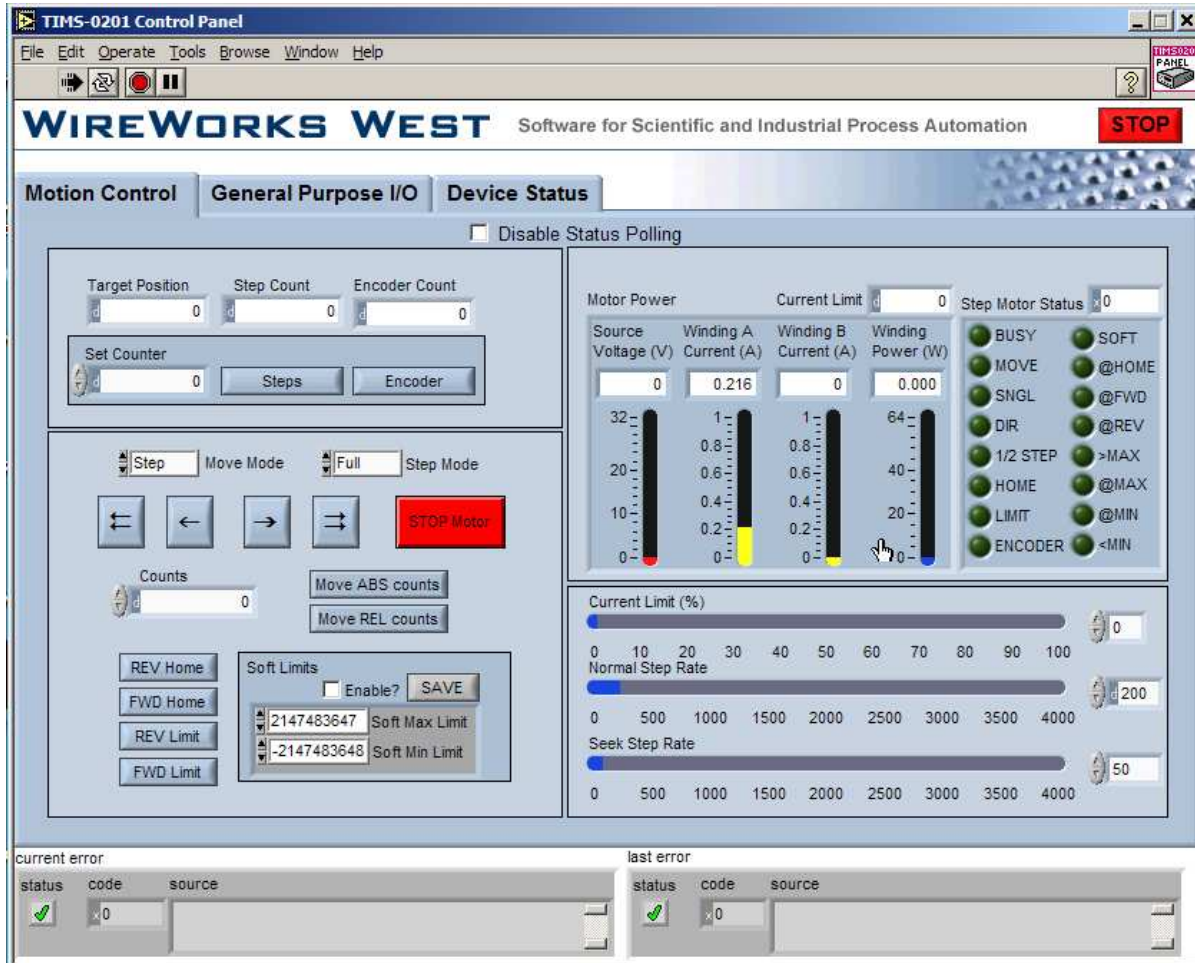 TIMS-0201 Control Panel
File Edit Operate Tools Browse Window Help
TIMS020
PANEL
?
WIREWORKS WEST Software for Scientific and Industrial Process Automation STOP
Motion Control General Purpose I/O Device Status
Disable Status Polling
Target Position Step Count Encoder Count
d 0 d 0 d 0
Set Counter
d 0 Steps Encoder
Step Move Mode Full Step Mode
STOP Motor
Counts
d 0
Move ABS counts
Move REL counts
REV Home
FWD Home
REV Limit
FWD Limit
Soft Limits
Enable? SAVE
2147483647 Soft Max Limit
-2147483648 Soft Min Limit
Motor Power Current Limit d 0
Source Voltage (V)
Winding A Current (A)
Winding B Current (A)
Winding Power (W)
0 0.216 0 0.000
32 1 1 64
0.8 0.8
20 0.6 0.6 40
0.4 0.4
10 0.2 0.2 20
0 0 0 0
Step Motor Status x 0
BUSY SOFT
MOVE @HOME
SNGL @FWD
DIR @REV
1/2 STEP >MAX
HOME @MAX
LIMIT @MIN
ENCODER <MIN
Current Limit (%)
0
0 10 20 30 40 50 60 70 80 90 100
Normal Step Rate
d 200
0 500 1000 1500 2000 2500 3000 3500 4000
Seek Step Rate
50
0 500 1000 1500 2000 2500 3000 3500 4000
current error
status code source
x 0
last error
status code source
x 0